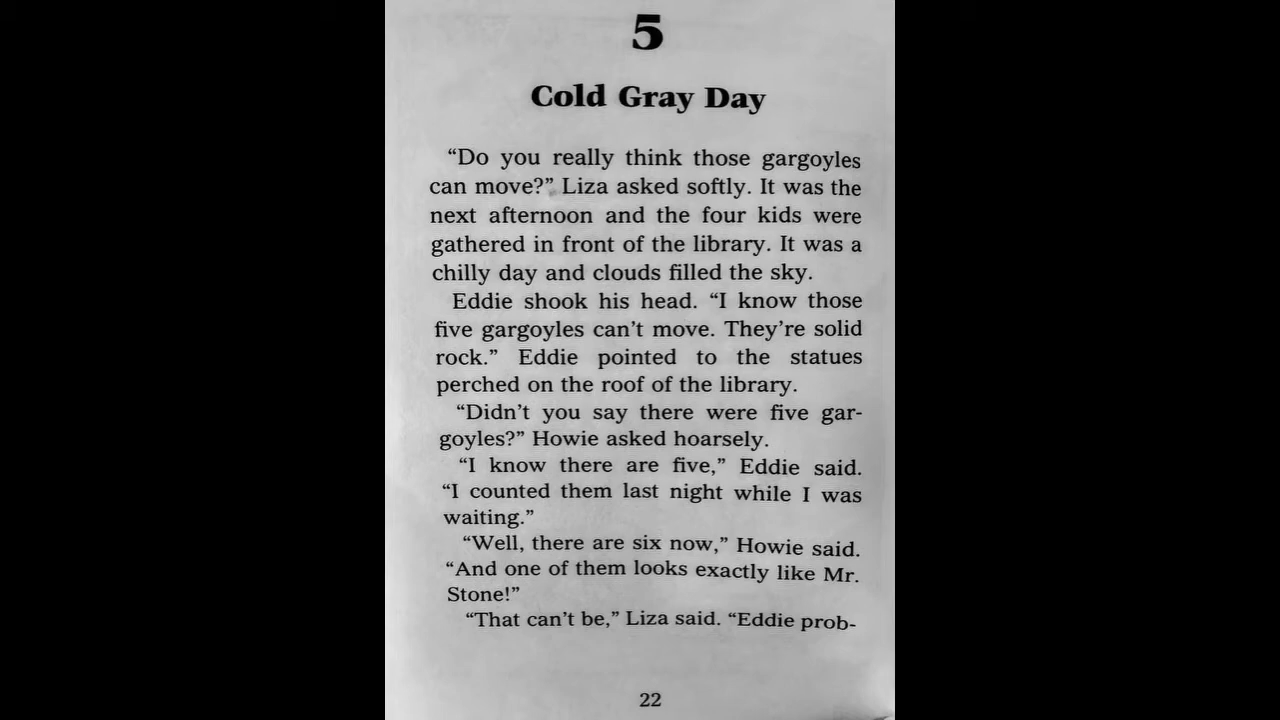 5
Cold Gray Day
“Do you really think those gargoyles
can move?” Liza asked softly. It was the
next afternoon and the four kids were
gathered in front of the library. It was a
chilly day and clouds filled the sky.
Eddie shook his head. “I know those
five gargoyles can’t move. They’re solid
rock.” Eddie pointed to the statues
perched on the roof of the library.
“Didn’t you say there were five gar-
goyles?” Howie asked hoarsely.
“I know there are five,” Eddie said.
“I counted them last night while I was
waiting.”
“Well, there are six now,” Howie said.
“And one of them looks exactly like Mr.
Stone!”
“That can’t be,” Liza said. “Eddie prob-
22